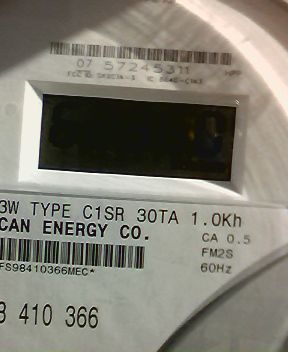 07 57245311
3W TYPE C1SR 30TA 1.0Kh
CAN ENERGY CO.
CA 0.5
FM2S
60Hz
FS98410366MEC*
8 410 366